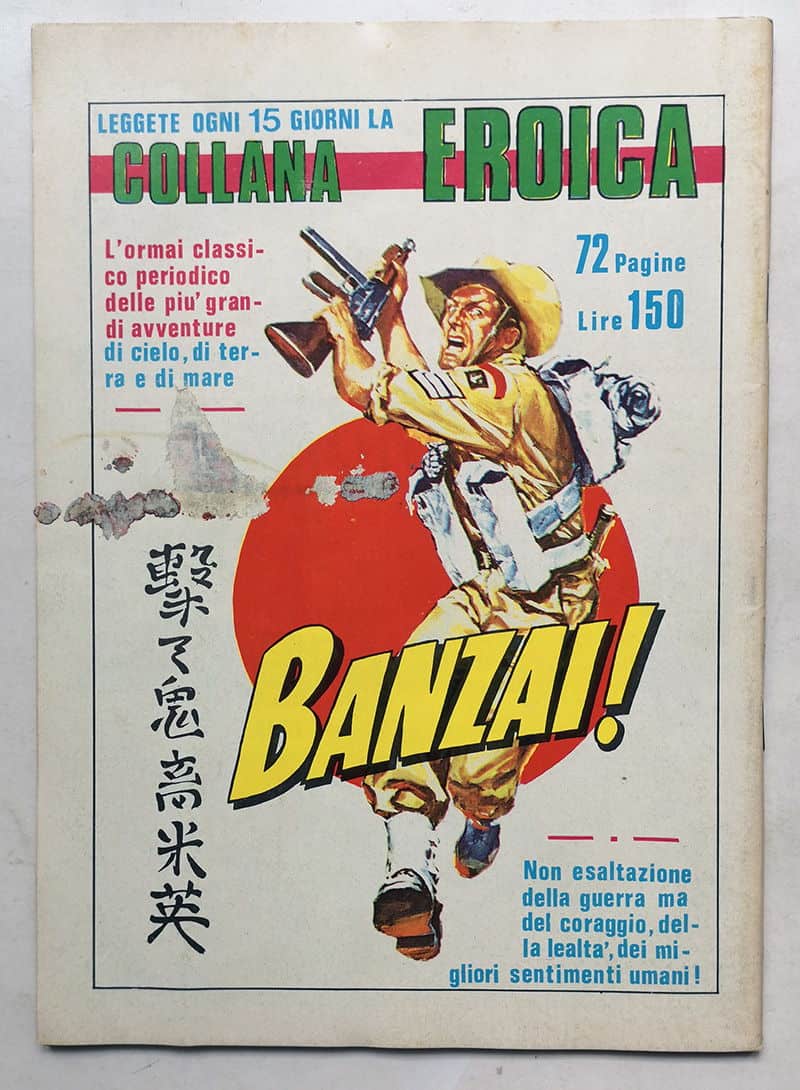 LEGGETE OGNI 15 GIORNI LA
COLLANA EROICA
L'ormai classi-
co periodico
delle piu' gran-
di avventure
di cielo, di ter-
ra e di mare
72 Pagine
Lire 150
撃て鬼畜米英
BANZAI!
Non esaltazione
della guerra ma
del coraggio, del-
la lealta', dei mi-
gliori sentimenti umani!